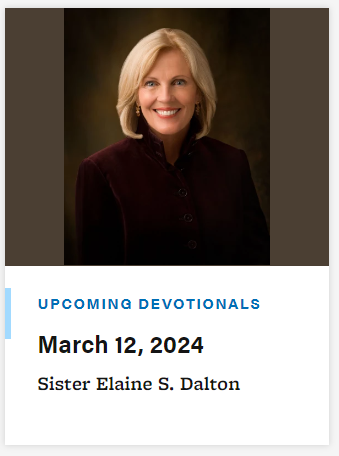 UPCOMING DEVOTIONALS
March 12, 2024
Sister Elaine S. Dalton